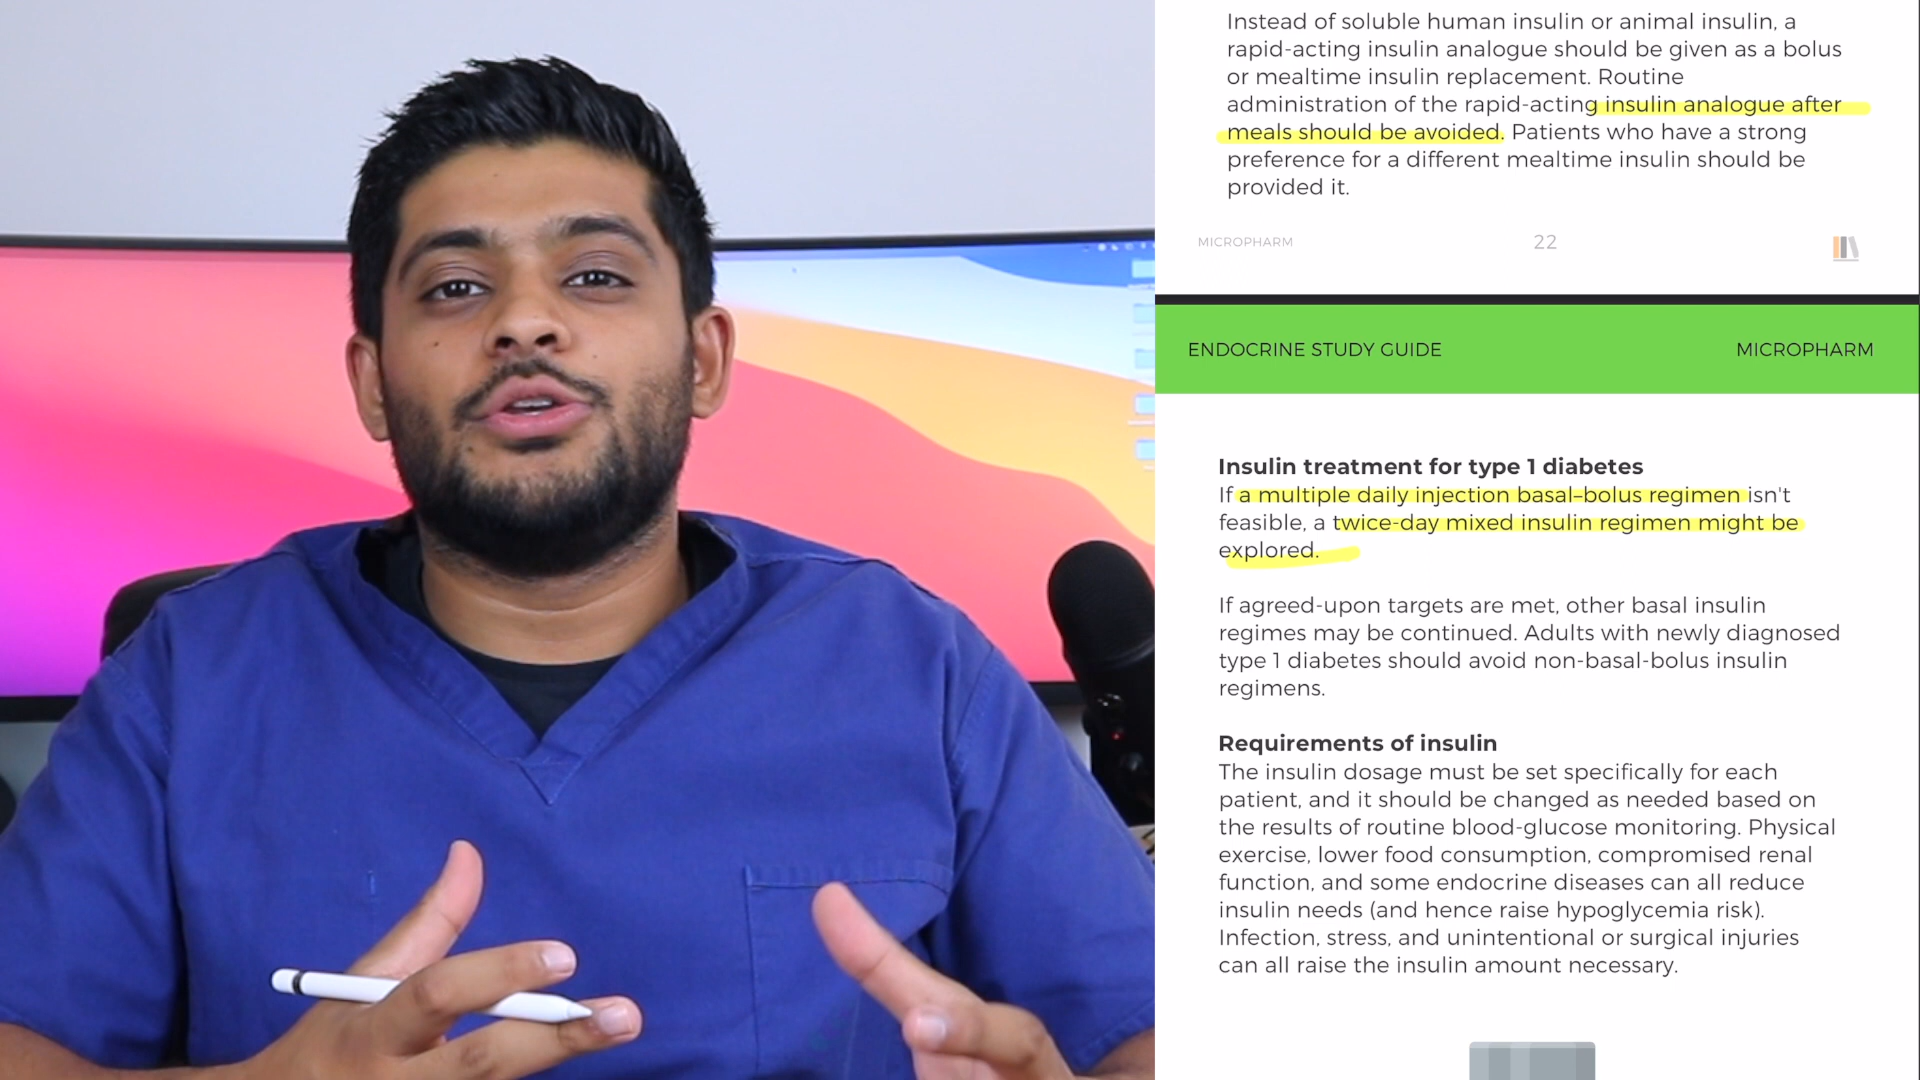 Instead of soluble human insulin or animal insulin, a
rapid-acting insulin analogue should be given as a bolus
or mealtime insulin replacement. Routine
administration of the rapid-acting insulin analogue after
meals should be avoided. Patients who have a strong
preference for a different mealtime insulin should be
provided it.
MICROPHARM
22
ENDOCRINE STUDY GUIDE
MICROPHARM
Insulin treatment for type 1 diabetes
If a multiple daily injection basal–bolus regimen isn't
feasible, a twice-day mixed insulin regimen might be
explored.
If agreed-upon targets are met, other basal insulin
regimes may be continued. Adults with newly diagnosed
type 1 diabetes should avoid non-basal-bolus insulin
regimens.
Requirements of insulin
The insulin dosage must be set specifically for each
patient, and it should be changed as needed based on
the results of routine blood-glucose monitoring. Physical
exercise, lower food consumption, compromised renal
function, and some endocrine diseases can all reduce
insulin needs (and hence raise hypoglycemia risk).
Infection, stress, and unintentional or surgical injuries
can all raise the insulin amount necessary.